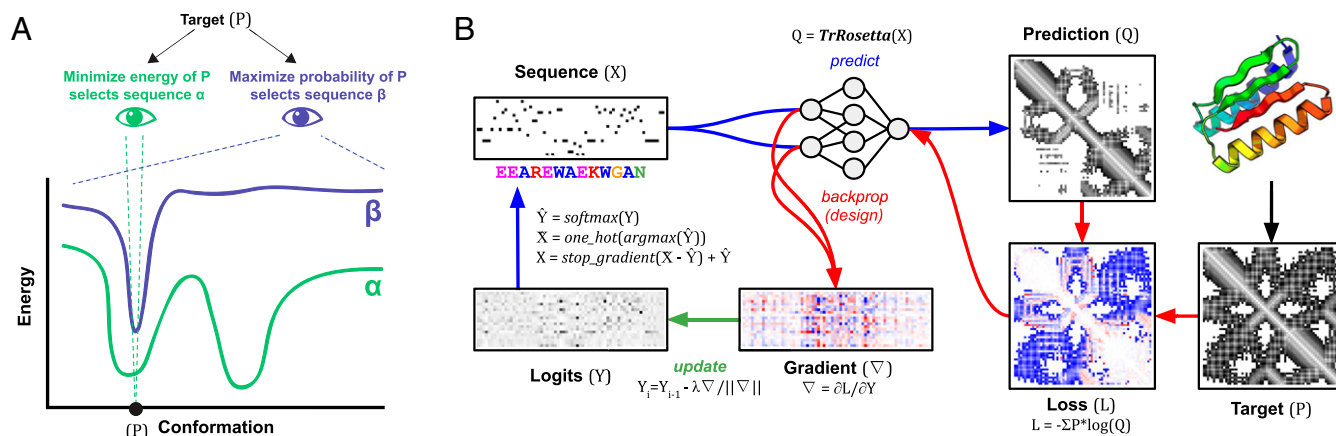 A
Target (P)
Minimize energy of P
selects sequence α
Maximize probability of P
selects sequence β
β
α
Energy
(P)
Conformation
B
Sequence (X)
EEAREWAEKWGAN
Ŷ = softmax(Y)
X = one_hot(argmax(Ŷ))
X = stop_gradient(X - Ŷ) + Ŷ
Logits (Y)
update
Yi=Yi-1 - λ∇/||∇||
Gradient (∇)
∇ = ∂L/∂Y
Q = TrRosetta(X)
predict
backprop
(design)
Prediction (Q)
Loss (L)
L = -ΣP*log(Q)
Target (P)